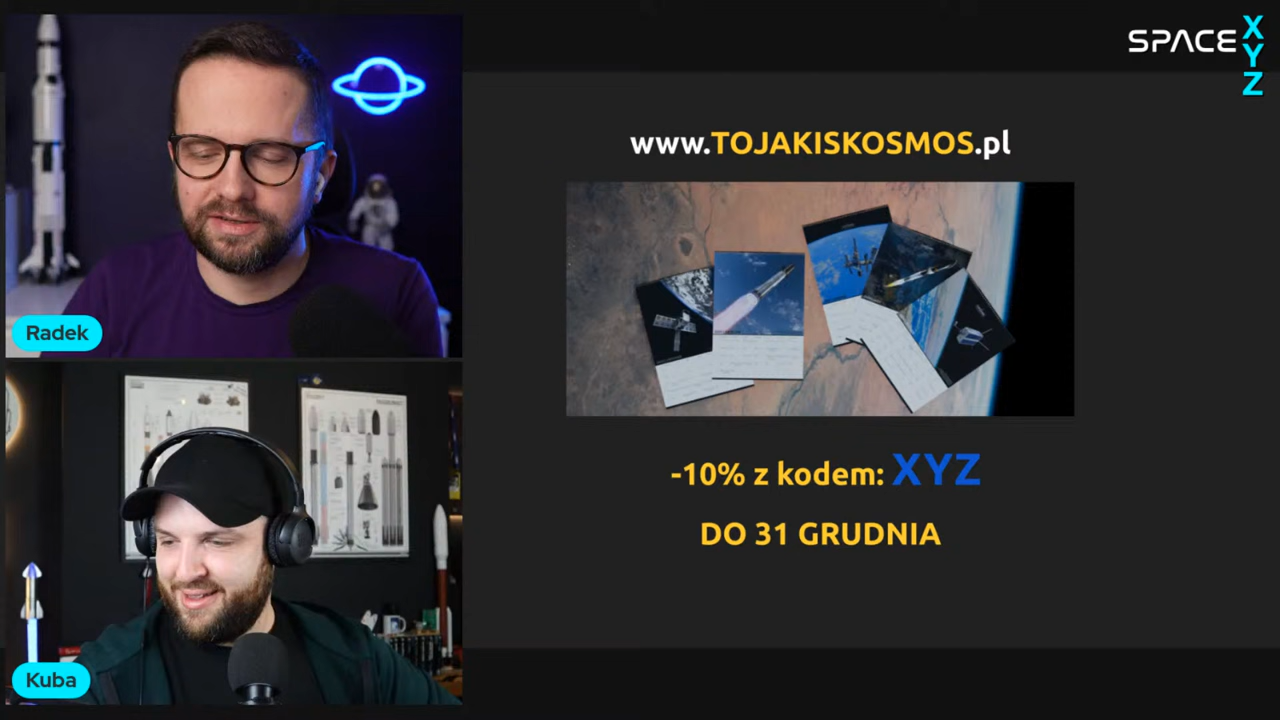 SPACE XYZ
www.TOJAKISKOSMOS.pl
-10% z kodem: XYZ
DO 31 GRUDNIA
Radek
Kuba